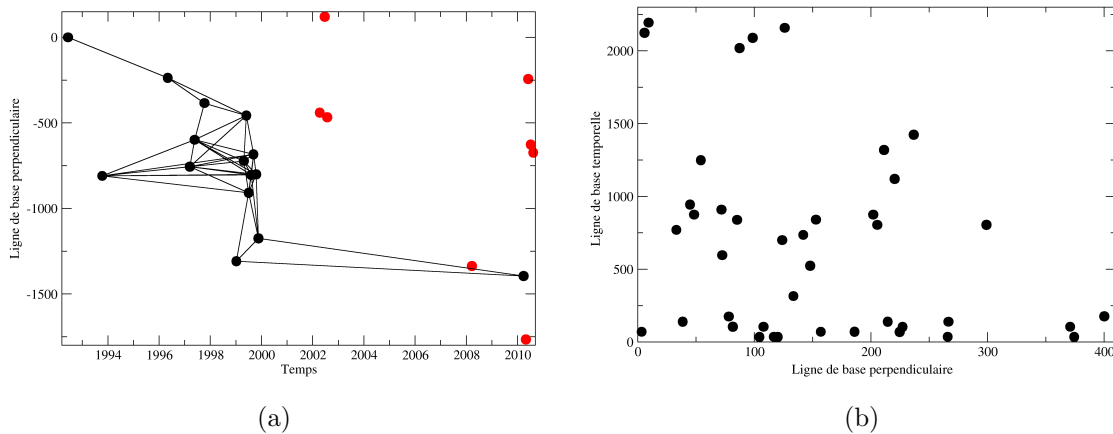 0
-500
-1000
-1500
Ligne de base perpendiculaire
1994 1996 1998 2000 2002 2004 2006 2008 2010
Temps
(a)
2000
1500
1000
500
0
Ligne de base temporelle
0 100 200 300 400
Ligne de base perpendiculaire
(b)